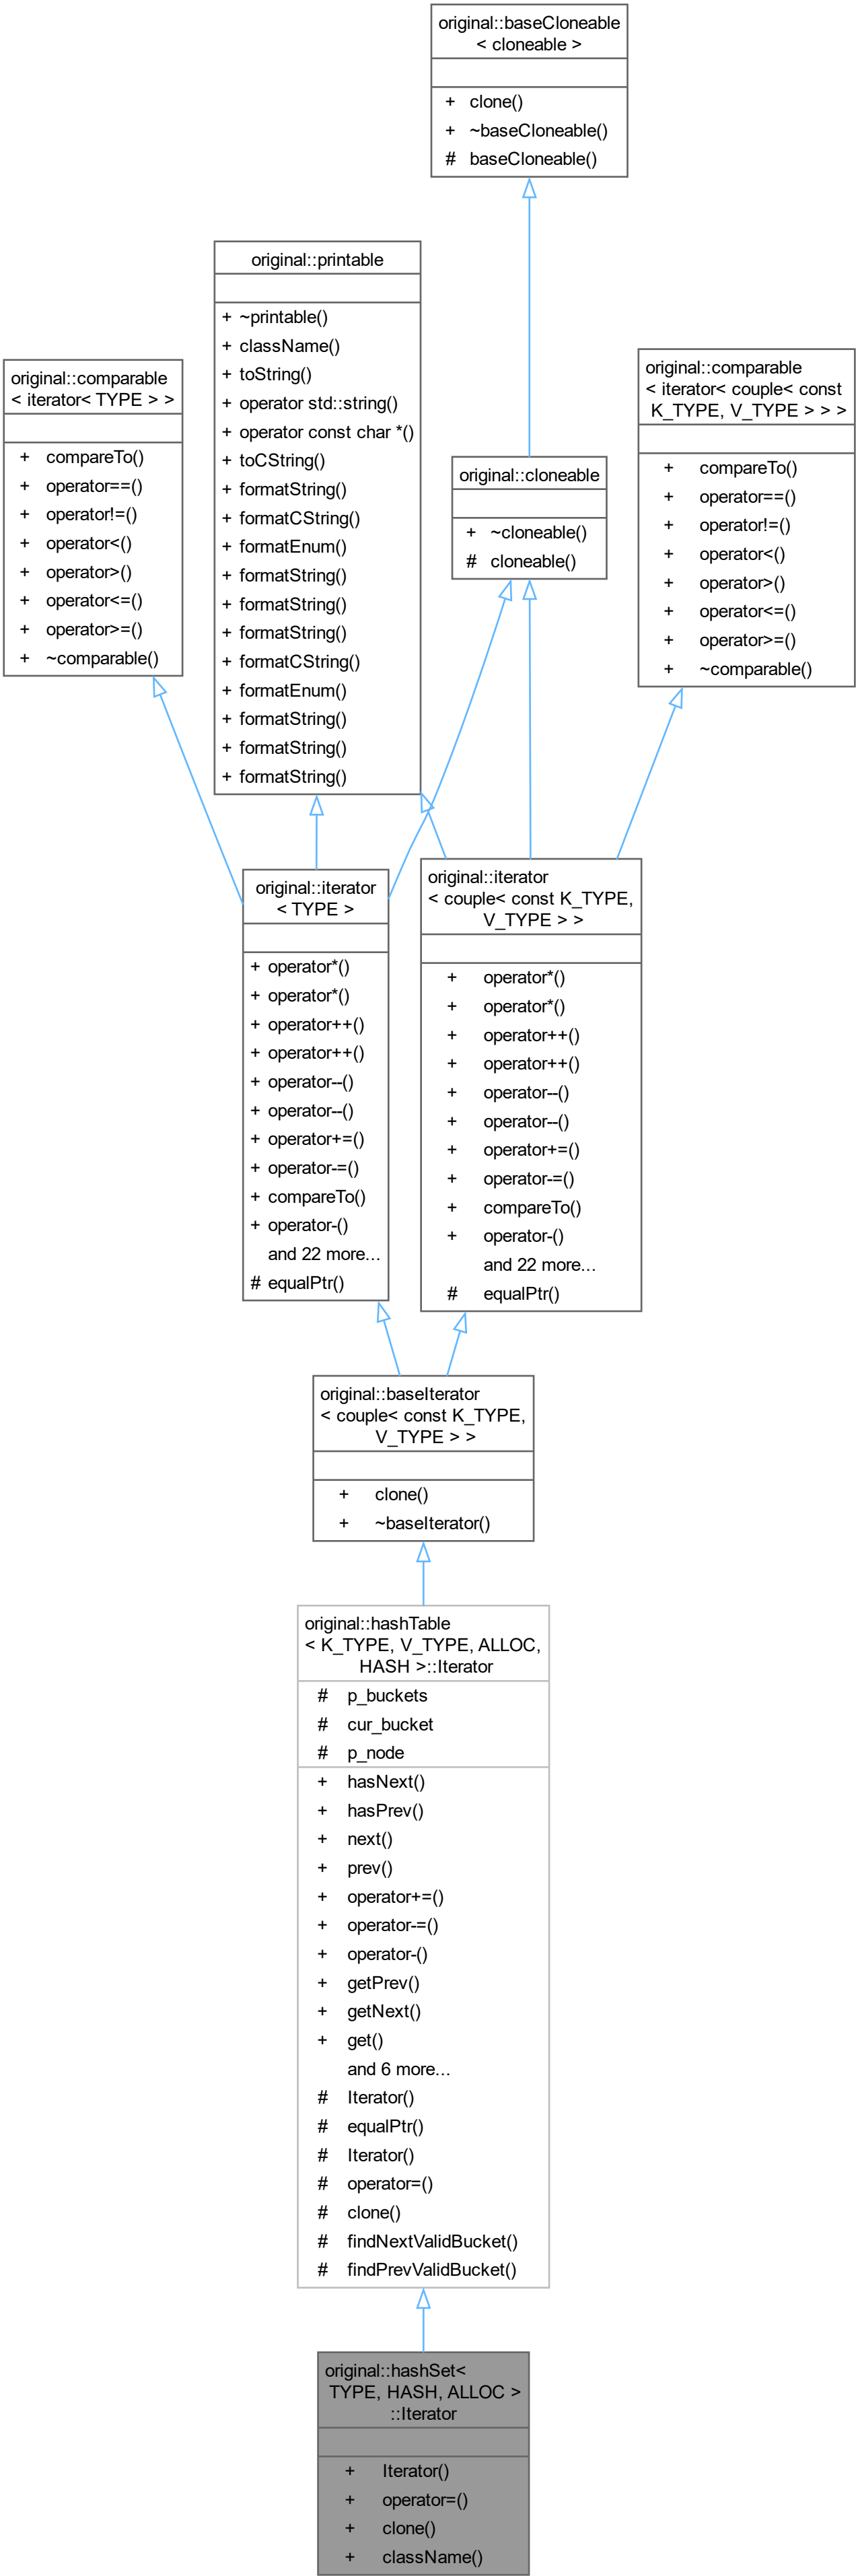 original::baseCloneable
< cloneable >
+ clone()
+ ~baseCloneable()
# baseCloneable()
original::printable
+ ~printable()
+ className()
+ toString()
+ operator std::string()
+ operator const char *()
+ toCString()
+ formatString()
+ formatCString()
+ formatEnum()
+ formatString()
+ formatString()
+ formatString()
+ formatCString()
+ formatEnum()
+ formatString()
+ formatString()
+ formatString()
original::comparable
< iterator< TYPE > >
+ compareTo()
+ operator==()
+ operator!=()
+ operator<()
+ operator>()
+ operator<=()
+ operator>=()
+ ~comparable()
original::cloneable
+ ~cloneable()
# cloneable()
original::comparable
< iterator< couple< const
K_TYPE, V_TYPE > > >
+ compareTo()
+ operator==()
+ operator!=()
+ operator<()
+ operator>()
+ operator<=()
+ operator>=()
+ ~comparable()
original::iterator
< TYPE >
+ operator*()
+ operator*()
+ operator++()
+ operator++()
+ operator--()
+ operator--()
+ operator+=()
+ operator-=()
+ compareTo()
+ operator-()
and 22 more...
# equalPtr()
original::iterator
< couple< const K_TYPE,
V_TYPE > >
+ operator*()
+ operator*()
+ operator++()
+ operator++()
+ operator--()
+ operator--()
+ operator+=()
+ operator-=()
+ compareTo()
+ operator-()
and 22 more...
# equalPtr()
original::baseIterator
< couple< const K_TYPE,
V_TYPE > >
+ clone()
+ ~baseIterator()
original::hashTable
< K_TYPE, V_TYPE, ALLOC,
HASH >::Iterator
# p_buckets
# cur_bucket
# p_node
+ hasNext()
+ hasPrev()
+ next()
+ prev()
+ operator+=()
+ operator-=()
+ operator-()
+ getPrev()
+ getNext()
+ get()
and 6 more...
# Iterator()
# equalPtr()
# Iterator()
# operator=()
# clone()
# findNextValidBucket()
# findPrevValidBucket()
original::hashSet<
TYPE, HASH, ALLOC >
::Iterator
+ Iterator()
+ operator=()
+ clone()
+ className()